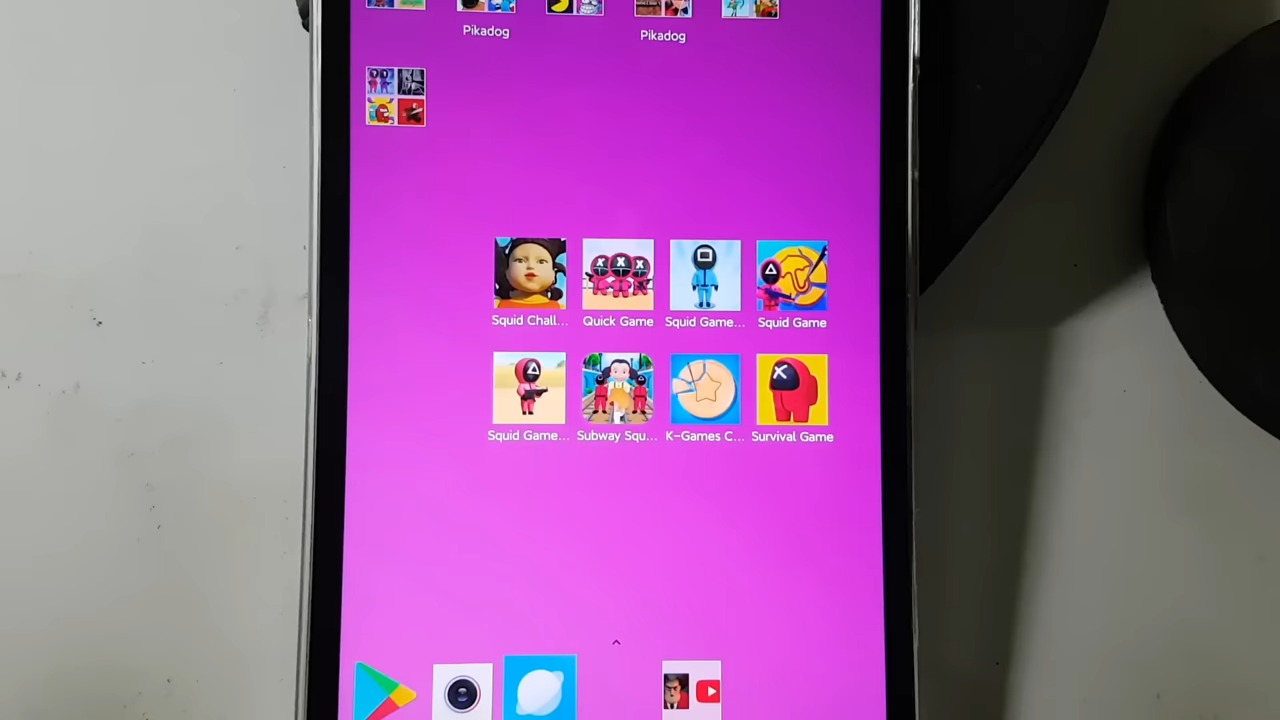 Pikadog
Pikadog
Squid Chall...
Quick Game
Squid Game...
Squid Game
Squid Game...
Subway Squ...
K-Games C...
Survival Game